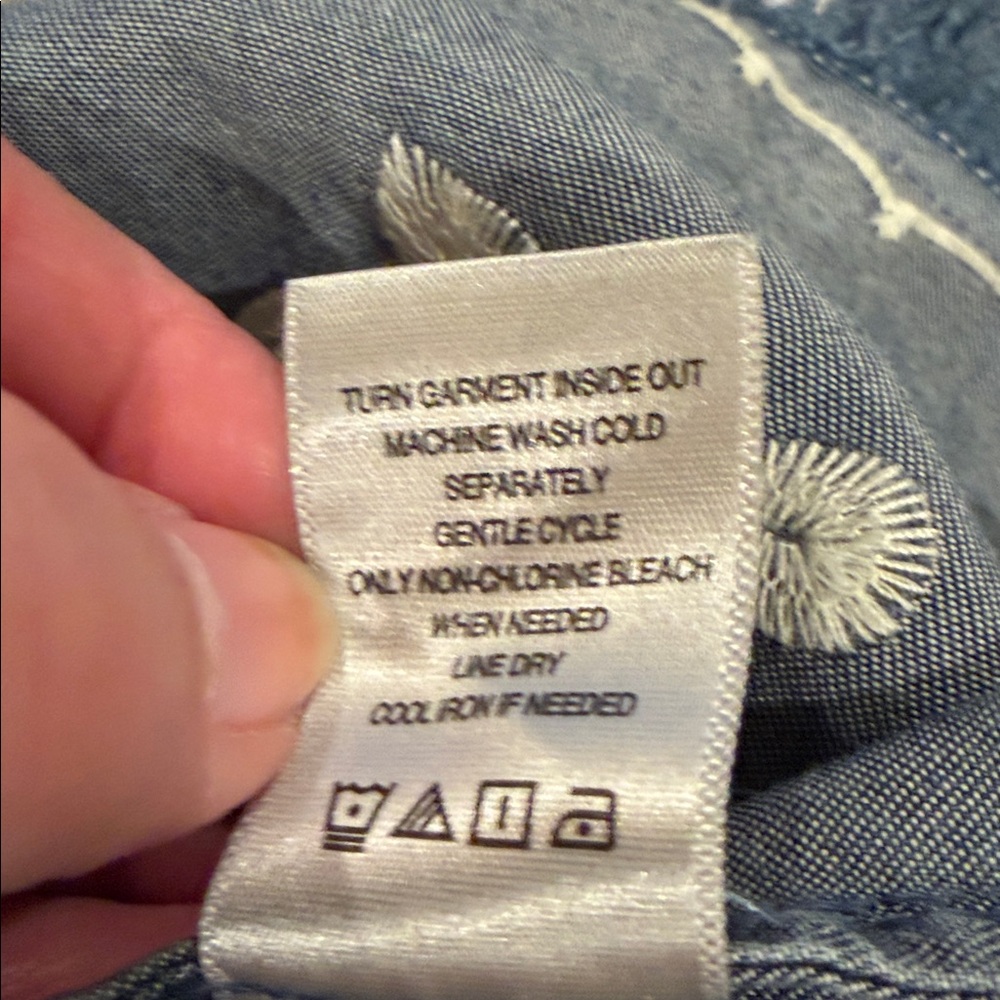 TURN GARMENT INSIDE OUT
MACHINE WASH COLD
SEPARATELY
GENTLE CYCLE
ONLY NON-CHLORINE BLEACH
WHEN NEEDED
LINE DRY
COOL IRON IF NEEDED